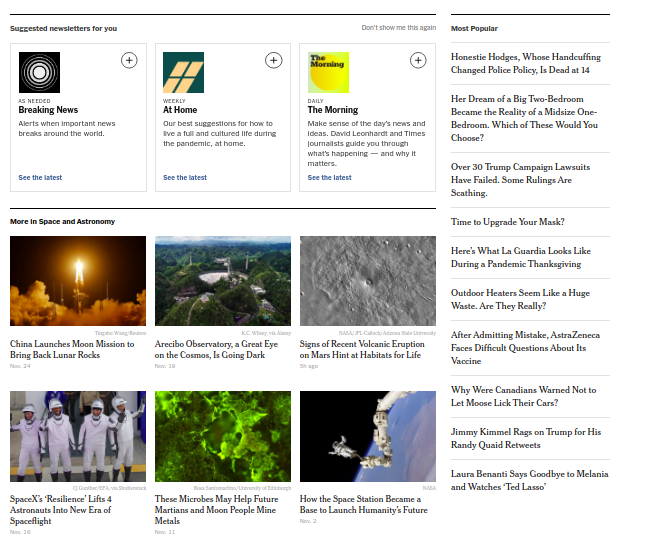 Suggested newsletters for you
Don't show me this again
AS NEEDED
Breaking News
Alerts when important news
breaks around the world.
See the latest
WEEKLY
At Home
Our best suggestions for how to
live a full and cultured life during
the pandemic, at home.
See the latest
The
Morning
DAILY
The Morning
Make sense of the day's news and
ideas. David Leonhardt and Times
journalists guide you through
what's happening — and why it
matters.
See the latest
More in Space and Astronomy
Tingshu Wang/Reuters
China Launches Moon Mission to
Bring Back Lunar Rocks
Nov. 24
K.C. Wilsey, via Alamy
Arecibo Observatory, a Great Eye
on the Cosmos, Is Going Dark
Nov. 19
NASA/JPL-Caltech/Arizona State University
Signs of Recent Volcanic Eruption
on Mars Hint at Habitats for Life
5h ago
CJ Gunther/EPA, via Shutterstock
SpaceX's 'Resilience' Lifts 4
Astronauts Into New Era of
Spaceflight
Nov. 16
Rosa Santomartino/University of Edinburgh
These Microbes May Help Future
Martians and Moon People Mine
Metals
Nov. 11
NASA
How the Space Station Became a
Base to Launch Humanity's Future
Nov. 2
Most Popular
Honestie Hodges, Whose Handcuffing
Changed Police Policy, Is Dead at 14
Her Dream of a Big Two-Bedroom
Became the Reality of a Midsize One-
Bedroom. Which of These Would You
Choose?
Over 30 Trump Campaign Lawsuits
Have Failed. Some Rulings Are
Scathing.
Time to Upgrade Your Mask?
Here's What La Guardia Looks Like
During a Pandemic Thanksgiving
Outdoor Heaters Seem Like a Huge
Waste. Are They Really?
After Admitting Mistake, AstraZeneca
Faces Difficult Questions About Its
Vaccine
Why Were Canadians Warned Not to
Let Moose Lick Their Cars?
Jimmy Kimmel Rags on Trump for His
Randy Quaid Retweets
Laura Benanti Says Goodbye to Melania
and Watches 'Ted Lasso'